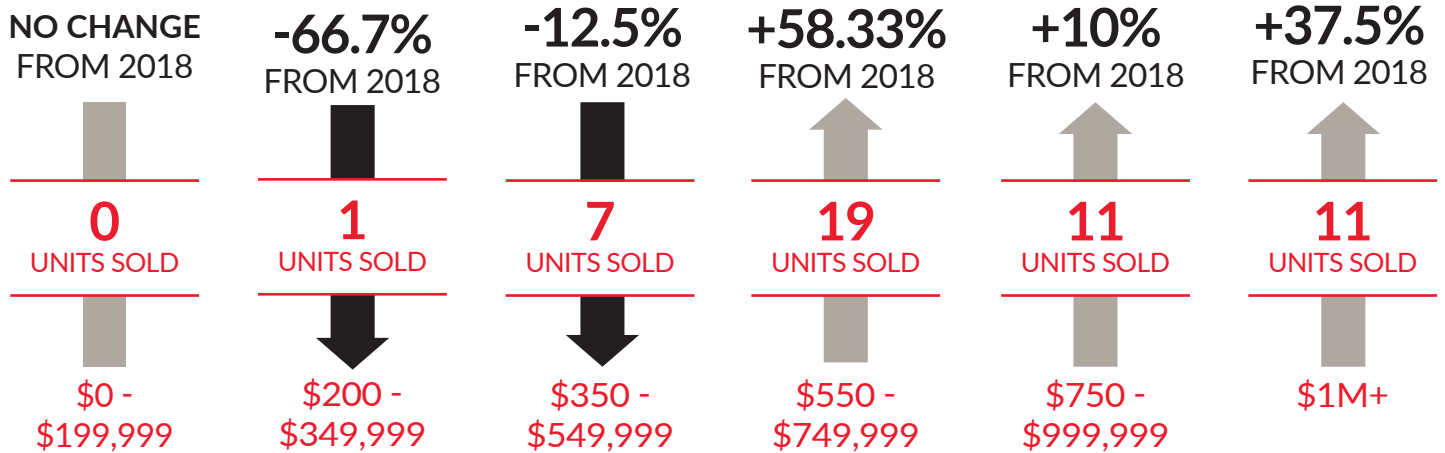 NO CHANGE
FROM 2018
0
UNITS SOLD
$0 -
$199,999
-66.7%
FROM 2018
1
UNITS SOLD
$200 -
$349,999
-12.5%
FROM 2018
7
UNITS SOLD
$350 -
$549,999
+58.33%
FROM 2018
19
UNITS SOLD
$550 -
$749,999
+10%
FROM 2018
11
UNITS SOLD
$750 -
$999,999
+37.5%
FROM 2018
11
UNITS SOLD
$1M+